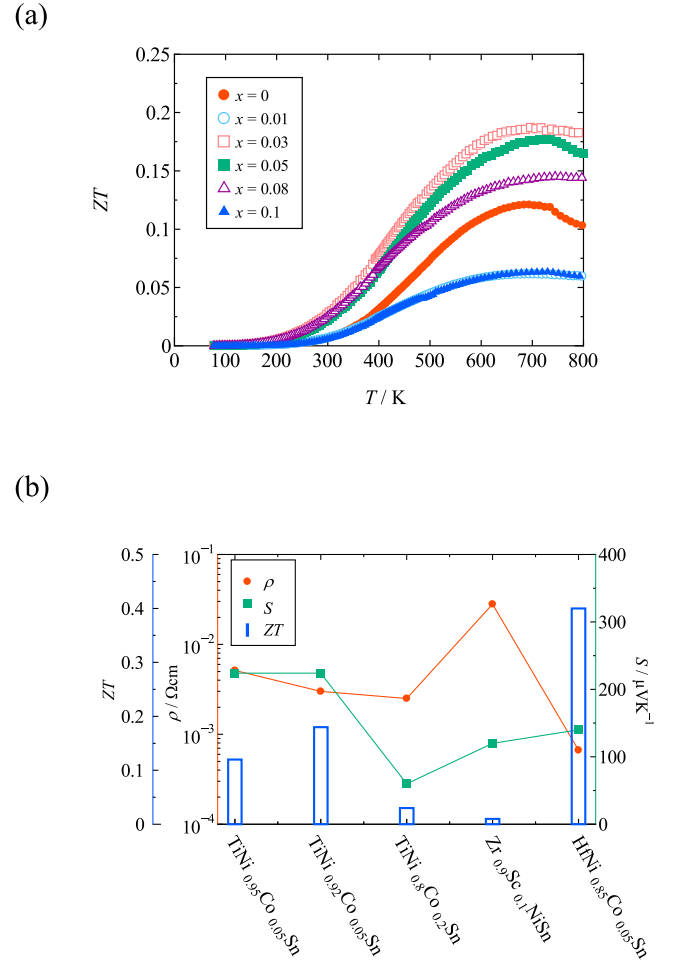 (a)
0.25
0.2
0.15
0.1
0.05
0
ZT
x = 0
x = 0.01
x = 0.03
x = 0.05
x = 0.08
x = 0.1
0 100 200 300 400 500 600 700 800
T / K
(b)
0.5
0.4
0.3
0.2
0.1
0
ZT
10⁻¹
10⁻²
10⁻³
10⁻⁴
ρ / Ωcm
ρ
S
ZT
400
300
200
100
0
S / μVK⁻¹
TiNi 0.95Co 0.05Sn
TiNi 0.92Co 0.05Sn
TiNi 0.8Co 0.2Sn
Zr 0.9Sc 0.1NiSn
HfNi 0.85Co 0.05Sn